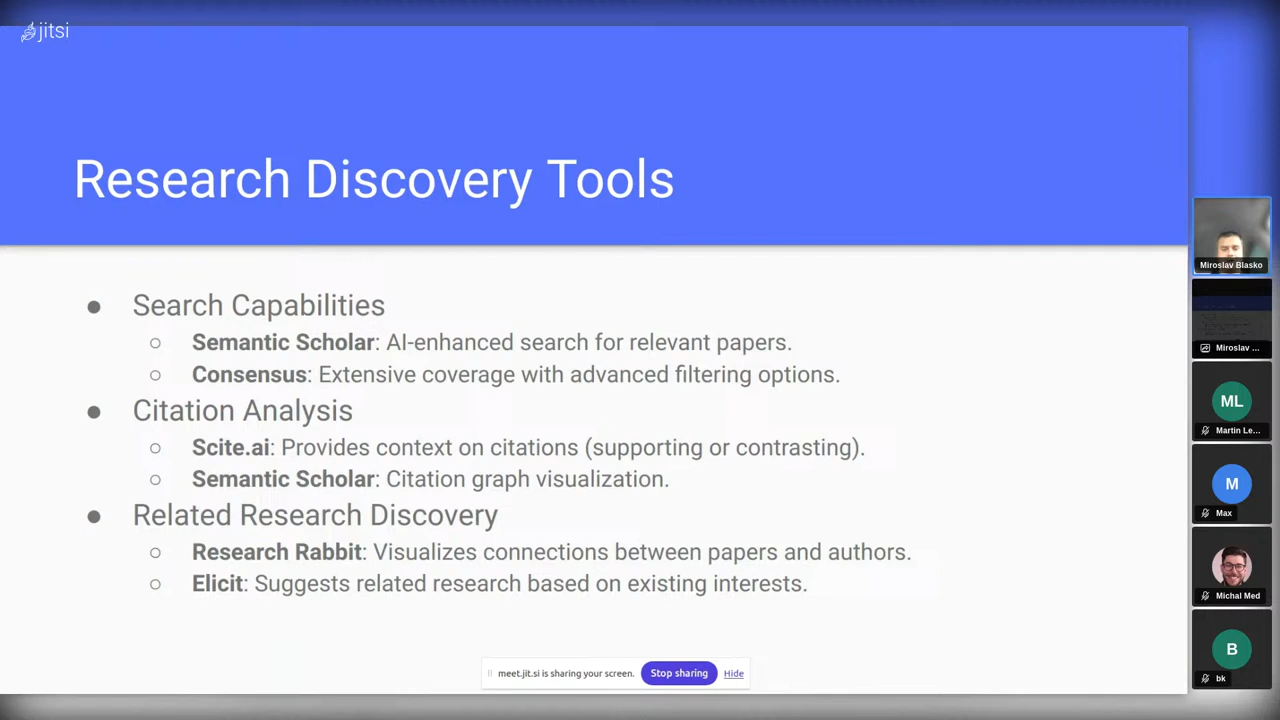 jitsi
Research Discovery Tools
● Search Capabilities
○ Semantic Scholar: AI-enhanced search for relevant papers.
○ Consensus: Extensive coverage with advanced filtering options.
● Citation Analysis
○ Scite.ai: Provides context on citations (supporting or contrasting).
○ Semantic Scholar: Citation graph visualization.
● Related Research Discovery
○ Research Rabbit: Visualizes connections between papers and authors.
○ Elicit: Suggests related research based on existing interests.
meet.jit.si is sharing your screen. Stop sharing Hide
Miroslav Blasko
Miroslav ...
ML
Martin Le...
M
Max
Michal Med
B
bk